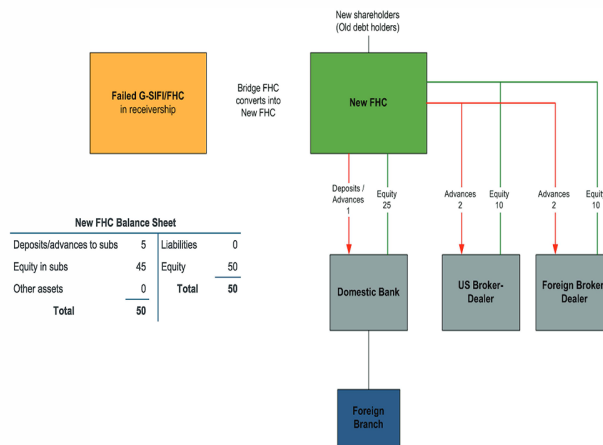 New shareholders
(Old debt holders)
Failed G-SIFI/FHC
in receivership
Bridge FHC
converts into
New FHC
New FHC
Deposits /
Advances
1
Equity
25
Advances
2
Equity
10
Advances
2
Equity
10
New FHC Balance Sheet
Deposits/advances to subs 5 Liabilities 0
Equity in subs 45 Equity 50
Other assets 0 Total 50
Total 50
Domestic Bank
US Broker-
Dealer
Foreign Broker-
Dealer
Foreign
Branch